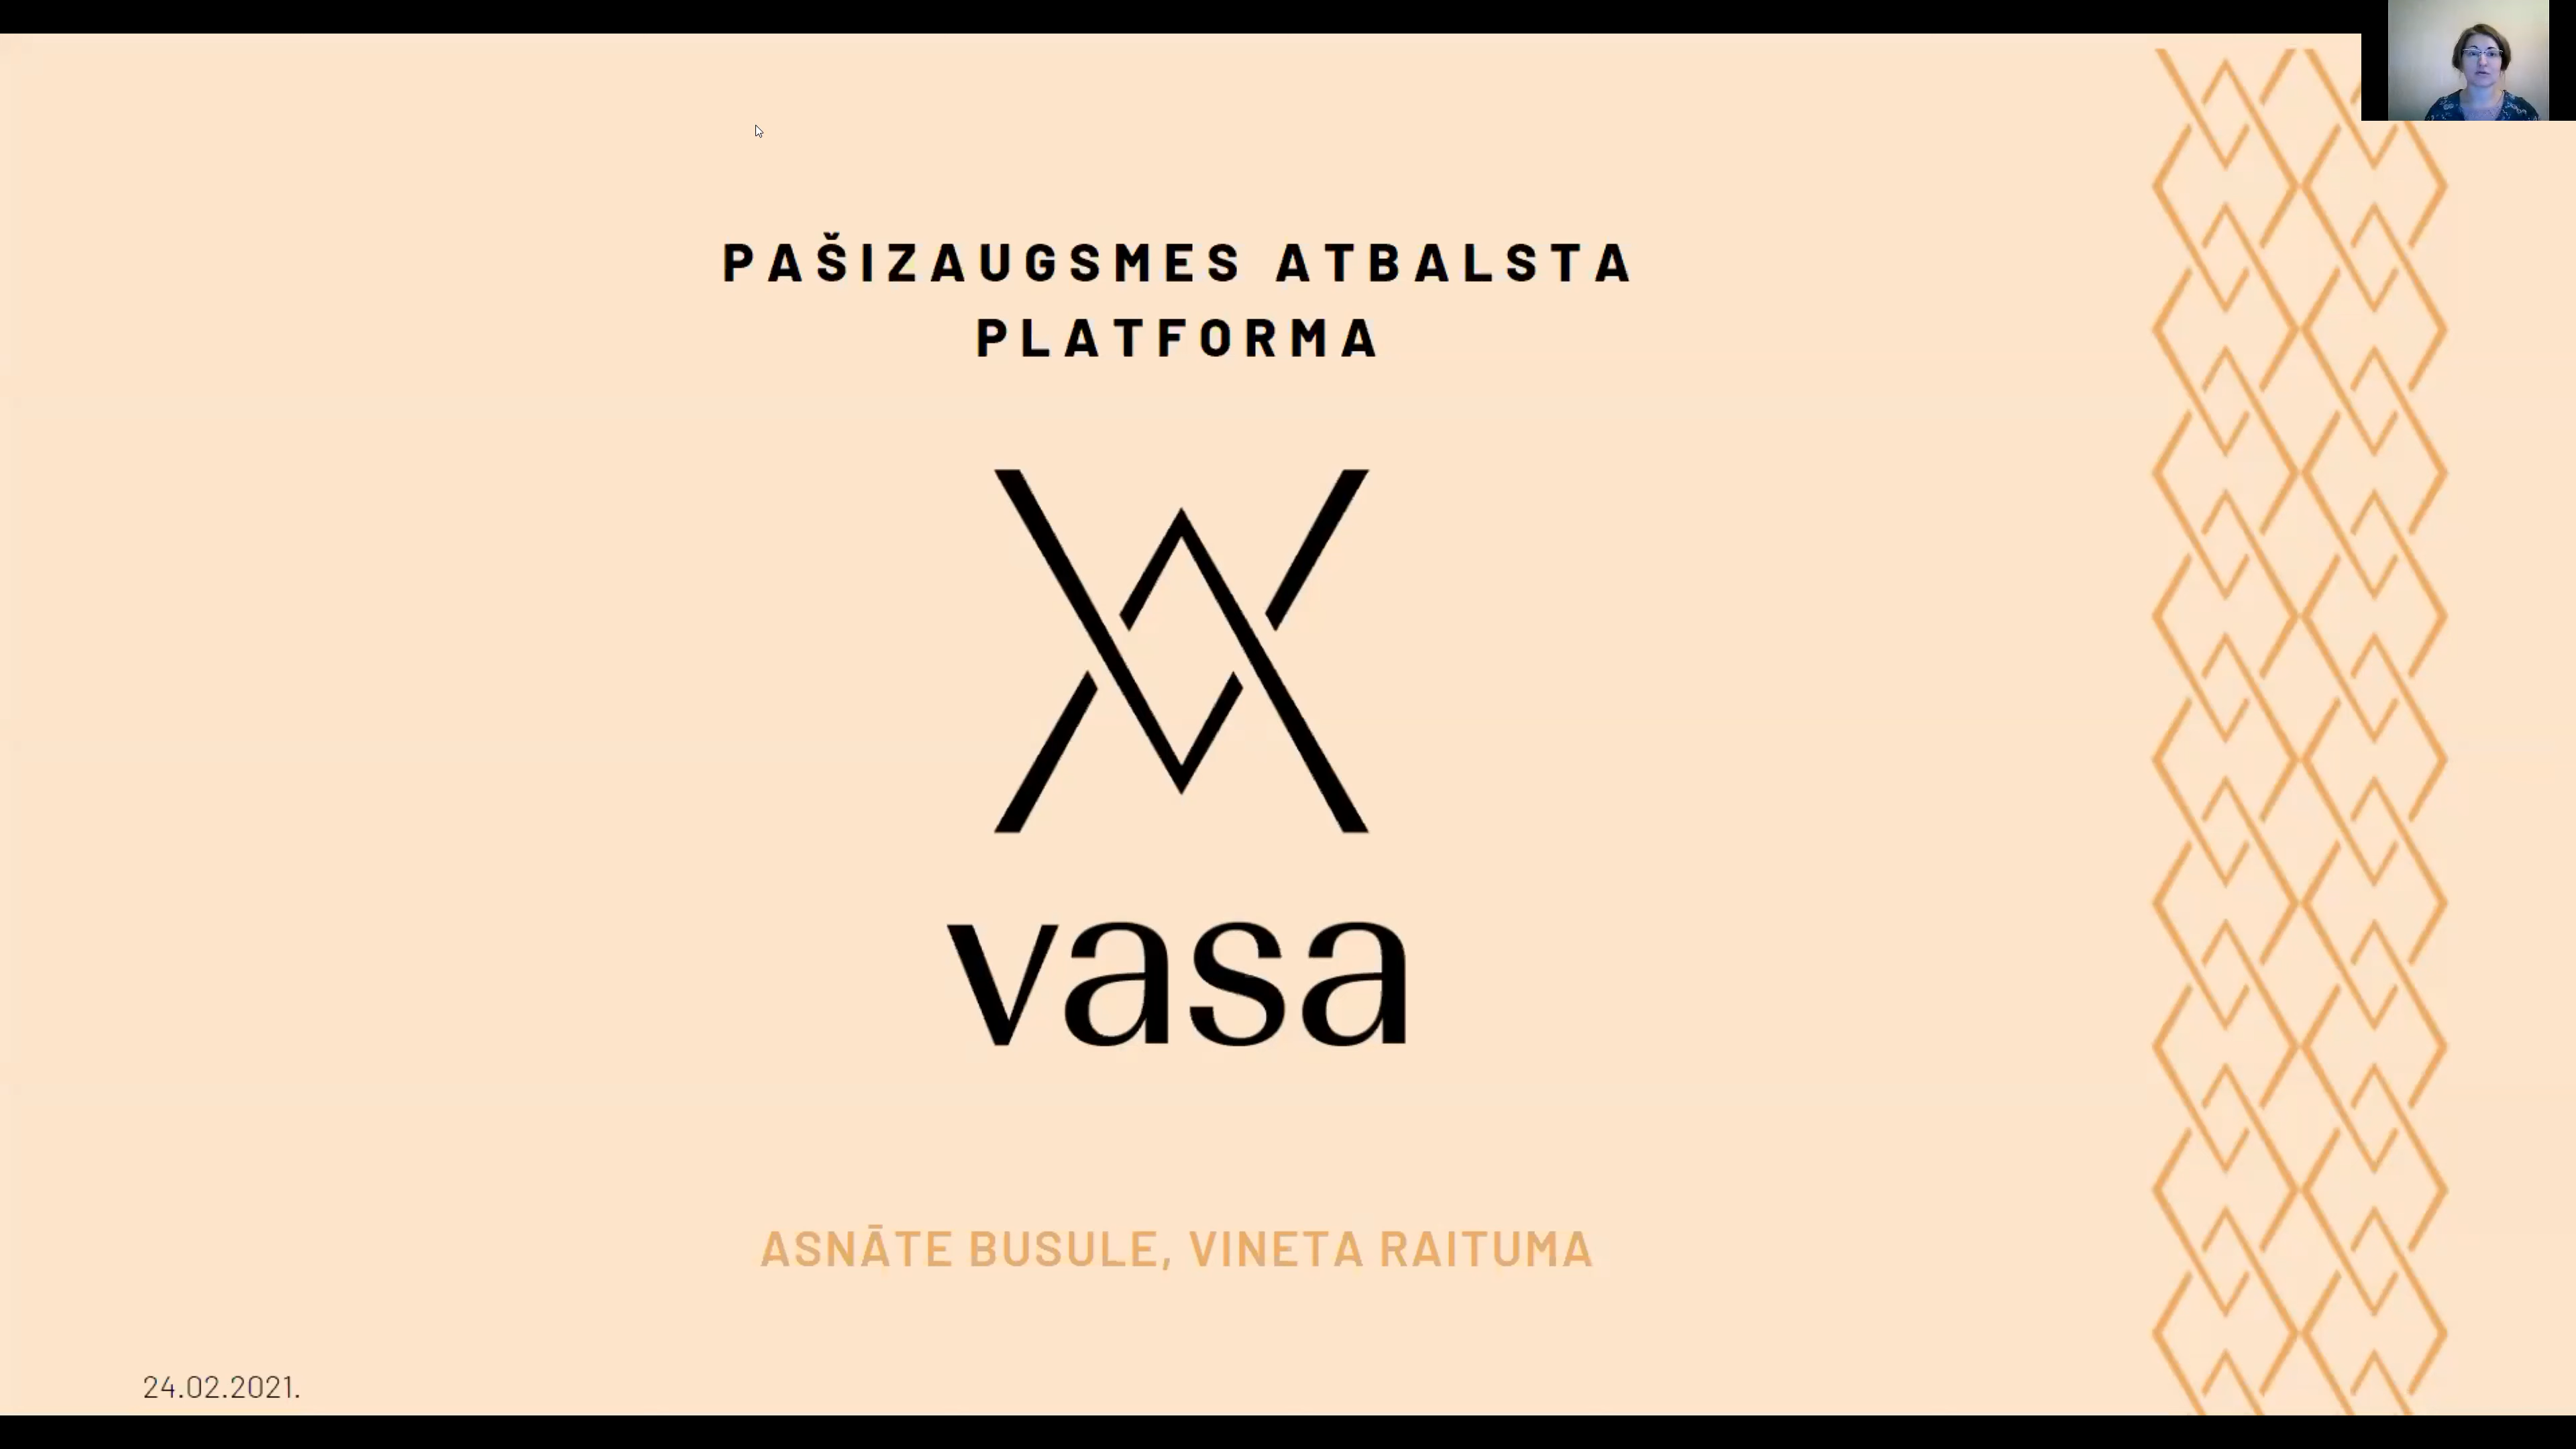 PAŠIZAUGSMES ATBALSTA
PLATFORMA
vasa
ASNĀTE BUSULE, VINETA RAITUMA
24.02.2021.